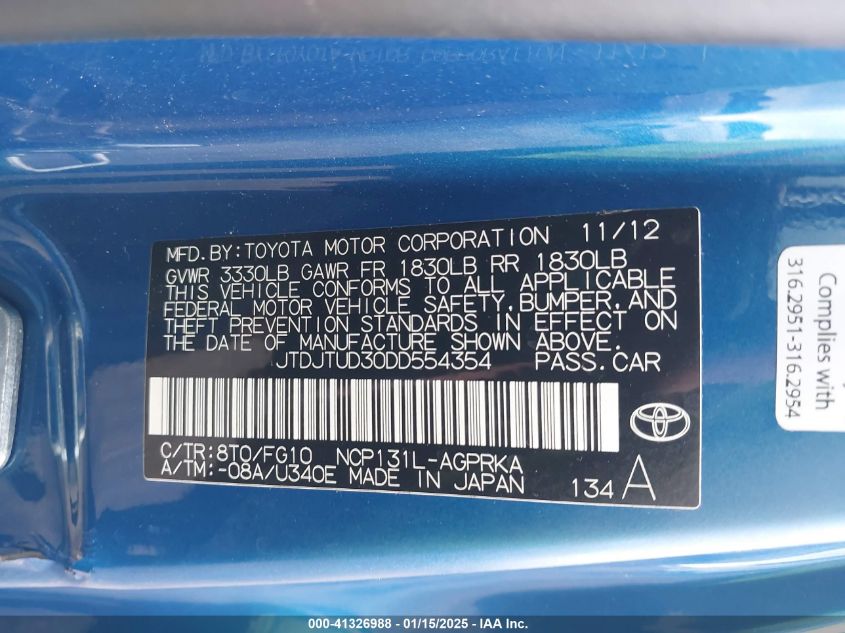 MFD.BY:TOYOTA MOTOR CORPORATION 11/12
GVWR 3330LB GAWR FR 1830LB RR 1830LB
THIS VEHICLE CONFORMS TO ALL APPLICABLE
FEDERAL MOTOR VEHICLE SAFETY, BUMPER, AND
THEFT PREVENTION STANDARDS IN EFFECT ON
THE DATE OF MANUFACTURE SHOWN ABOVE.
JTDJTUD30DD554354 PASS.CAR
C/TR:8T0/FG10 NCP131L-AGPRKA
A/TM:-08A/U340E MADE IN JAPAN 134 A
Complies with
316.2951-316.2954
000-41326988 | 01/15/2025 - IAA Inc.